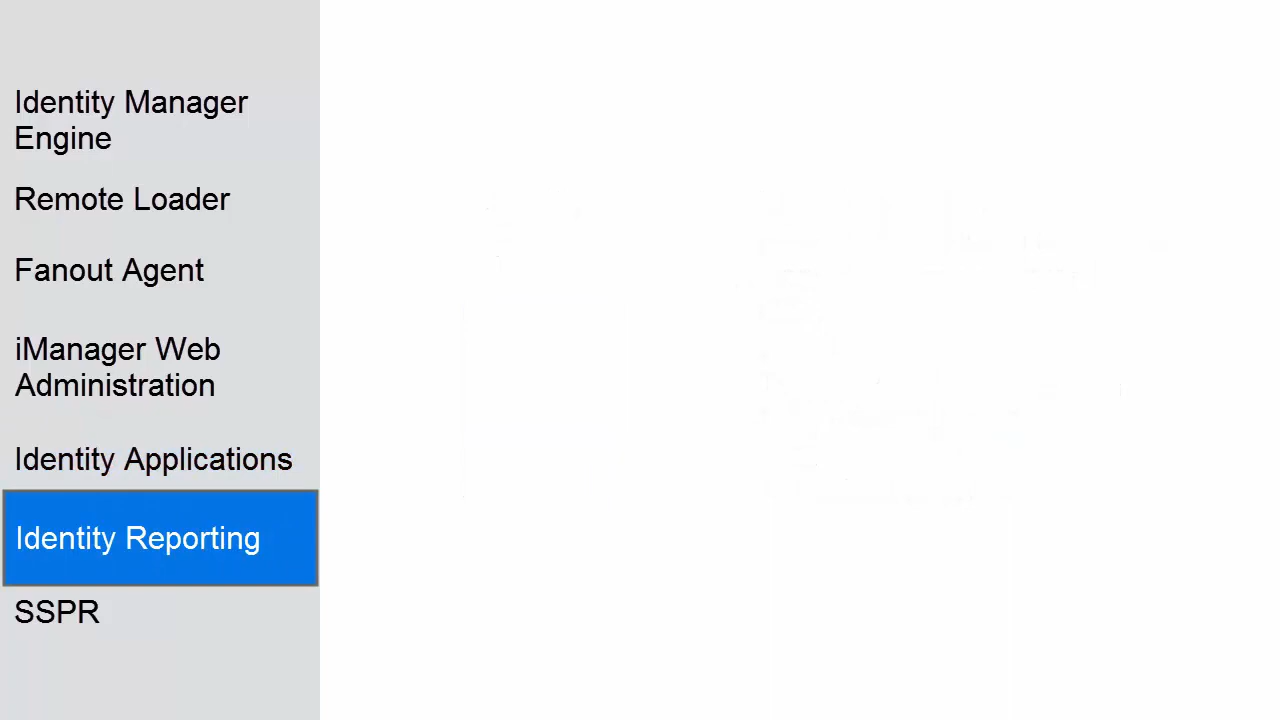 Identity Manager
Engine
Remote Loader
Fanout Agent
iManager Web
Administration
Identity Applications
Identity Reporting
SSPR